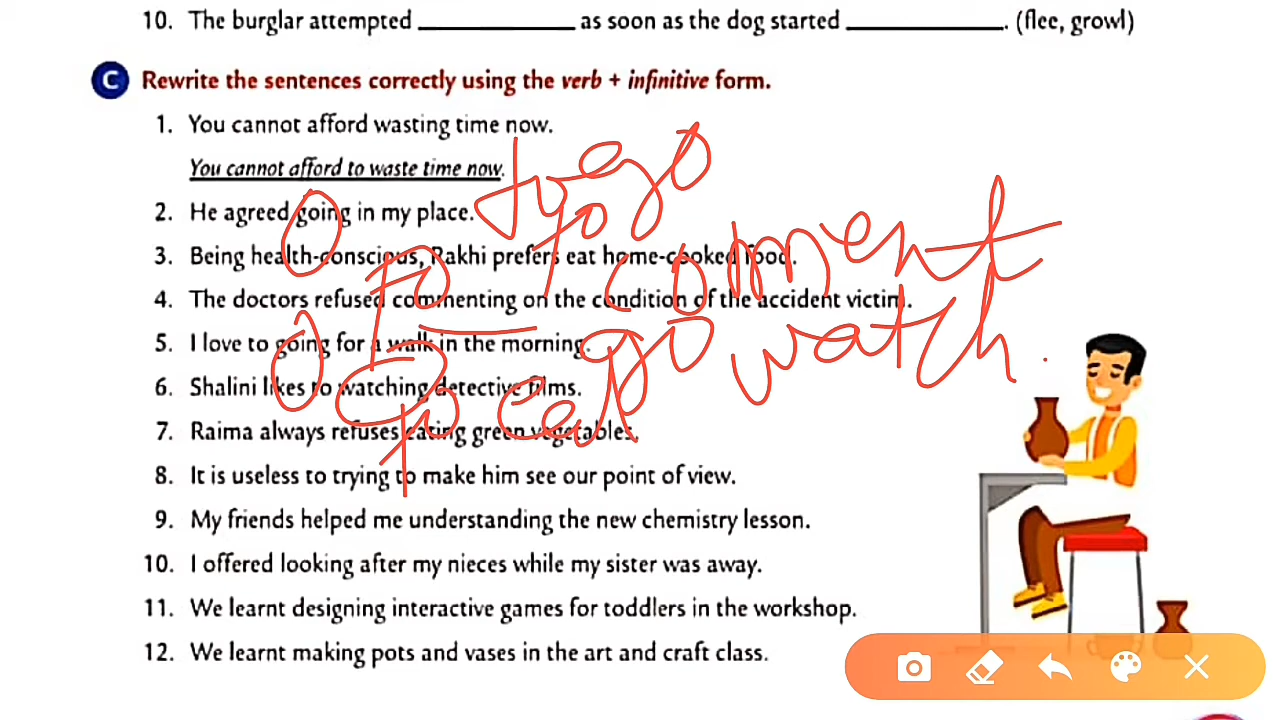 10. The burglar attempted ____________ as soon as the dog started ____________. (flee, growl)
C Rewrite the sentences correctly using the verb + infinitive form.
1. You cannot afford wasting time now.
You cannot afford to waste time now.
2. He agreed going in my place.
to go
3. Being health-conscious, Rakhi prefers eat home-cooked food.
comment
4. The doctors refused commenting on the condition of the accident victim.
5. I love to going for a walk in the morning.
go watch.
6. Shalini likes to watching detective films.
to eat
7. Raima always refuses eating green vegetables.
8. It is useless to trying to make him see our point of view.
9. My friends helped me understanding the new chemistry lesson.
10. I offered looking after my nieces while my sister was away.
11. We learnt designing interactive games for toddlers in the workshop.
12. We learnt making pots and vases in the art and craft class.